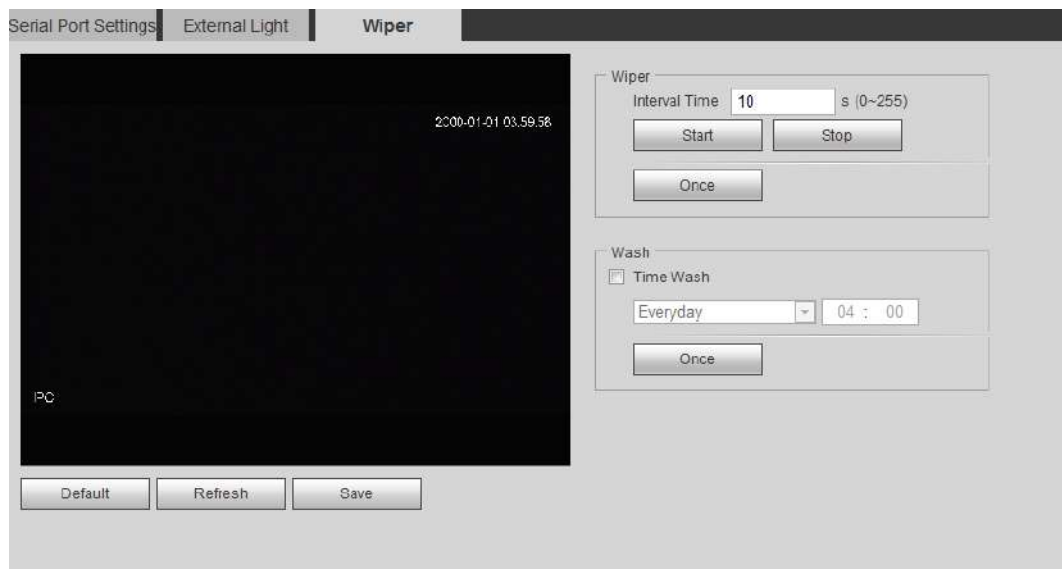 Serial Port Settings External Light Wiper
2000-01-01 03:59:58
IPC
Default Refresh Save
Wiper
Interval Time 10 s (0~255)
Start Stop
Once
Wash
Time Wash
Everyday 04 : 00
Once